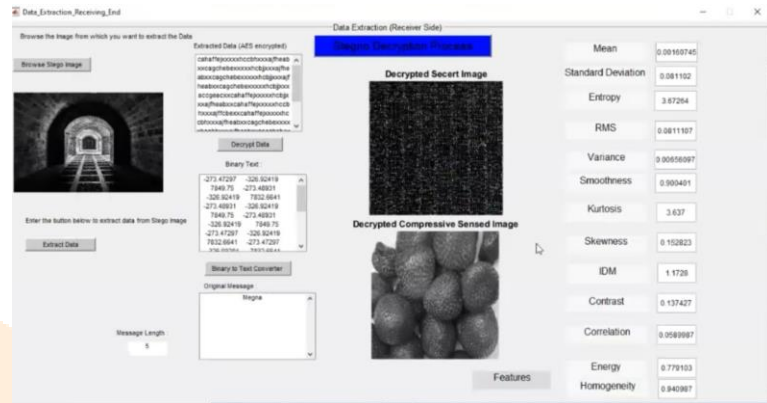 Data_Extraction_Receiving_End
Data Extraction (Receiver Side)
Browse the Image from which you want to extract the Data
Browse Stego Image
Enter the button below to extract data from Stego Image
Extract Data
Message Length
5
Extracted Data (AES encrypted)
Decrypt Data
Binary Text :
-273.47297 -326.92419
7849.75 -273.48931
-326.92419 7832.6641
-273.48931 -326.92419
7849.75 -273.48931
-326.92419 7849.75
-273.47297 -326.92419
7832.6641 -273.47297
Binary to Text Converter
Original Message :
Megna
Stegno Decryption Process
Decrypted Secert Image
Decrypted Compressive Sensed Image
Features
Mean
0.00169745
Standard Deviation
0.081102
Entropy
3.67264
RMS
0.0811107
Variance
0.00656097
Smoothness
0.900401
Kurtosis
3.637
Skewness
0.152823
IDM
1.1726
Contrast
0.137427
Correlation
0.0589987
Energy
0.779103
Homogeneity
0.940987